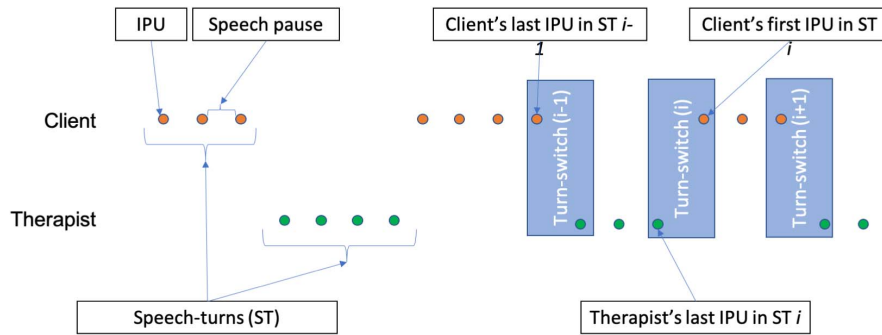 IPU
Speech pause
Client's last IPU in ST i-
1
Client's first IPU in ST
i
Client
Turn-switch (i-1)
Turn-switch (i)
Turn-switch (i+1)
Therapist
Speech-turns (ST)
Therapist's last IPU in ST i